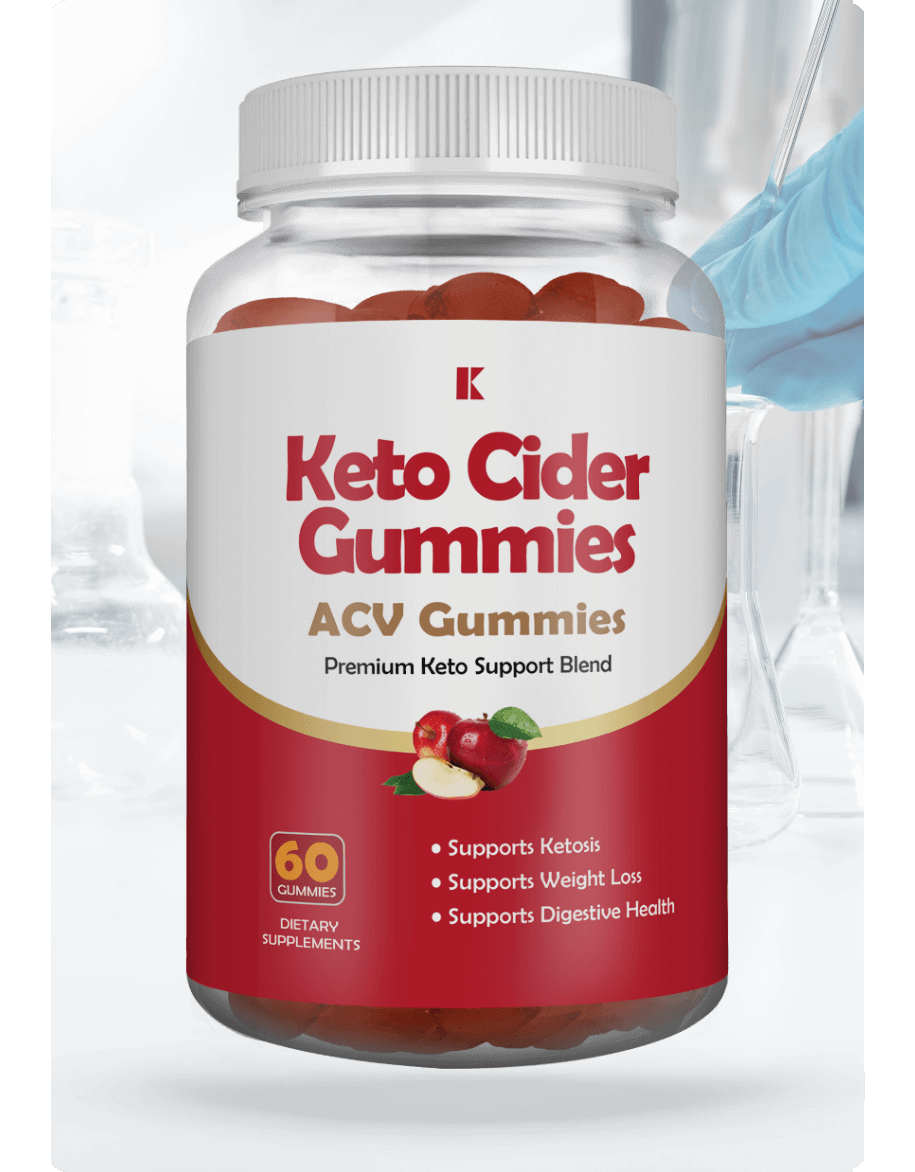 K
Keto Cider
Gummies
ACV Gummies
Premium Keto Support Blend
60
GUMMIES
DIETARY
SUPPLEMENTS
• Supports Ketosis
• Supports Weight Loss
• Supports Digestive Health